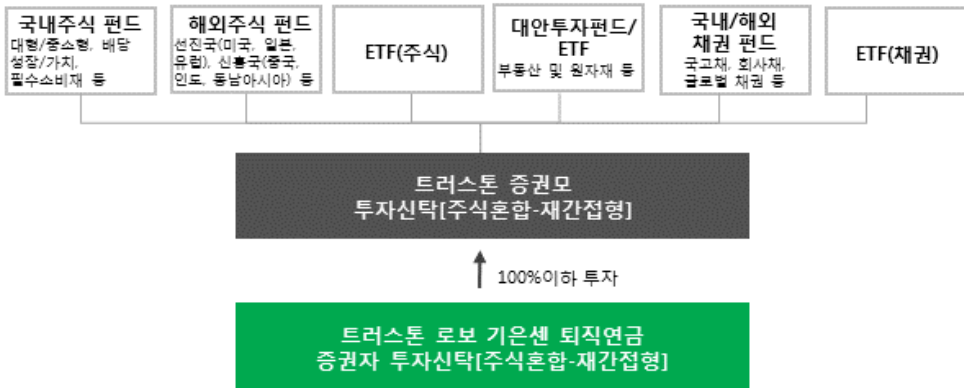 국내주식 펀드
대형/중소형, 배당
성장/가치,
필수소비재 등
해외주식 펀드
선진국(미국, 일본,
유럽), 신흥국(중국,
인도, 동남아시아) 등
ETF(주식)
대안투자펀드/
ETF
부동산 및 원자재 등
국내/해외
채권 펀드
국고채, 회사채,
글로벌 채권 등
ETF(채권)
트러스톤 증권모
투자신탁[주식혼합-재간접형]
100%이하 투자
트러스톤 로보 기은센 퇴직연금
증권자 투자신탁[주식혼합-재간접형]